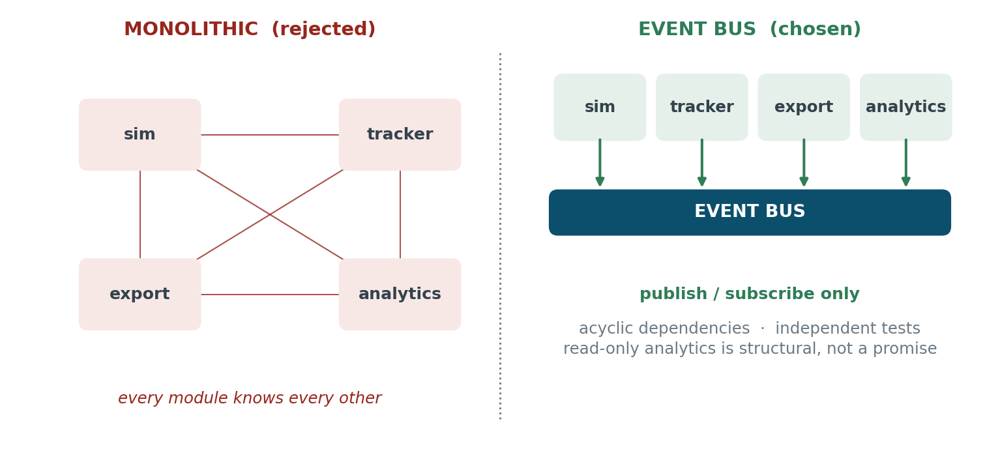 MONOLITHIC (rejected)
sim
tracker
export
analytics
every module knows every other
EVENT BUS (chosen)
sim
tracker
export
analytics
EVENT BUS
publish / subscribe only
acyclic dependencies · independent tests
read-only analytics is structural, not a promise